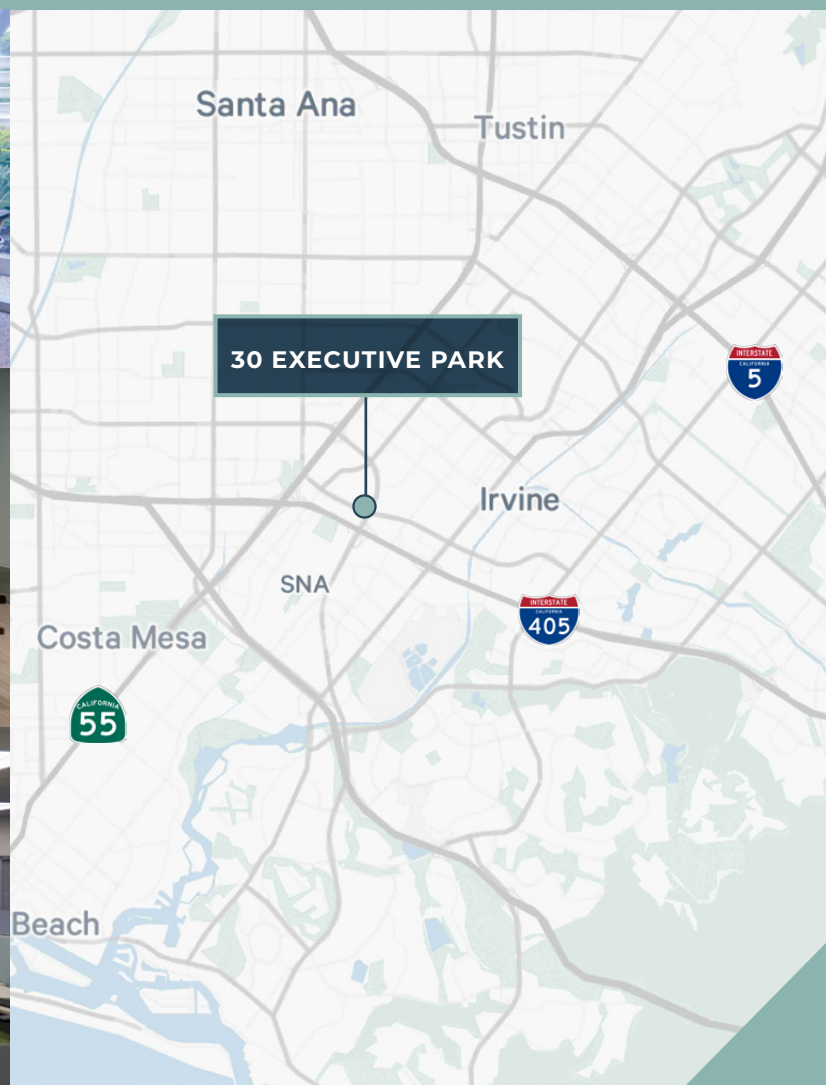 Santa Ana
Tustin
30 EXECUTIVE PARK
INTERSTATE
CALIFORNIA
5
Irvine
SNA
INTERSTATE
CALIFORNIA
405
Costa Mesa
CALIFORNIA
55
Beach